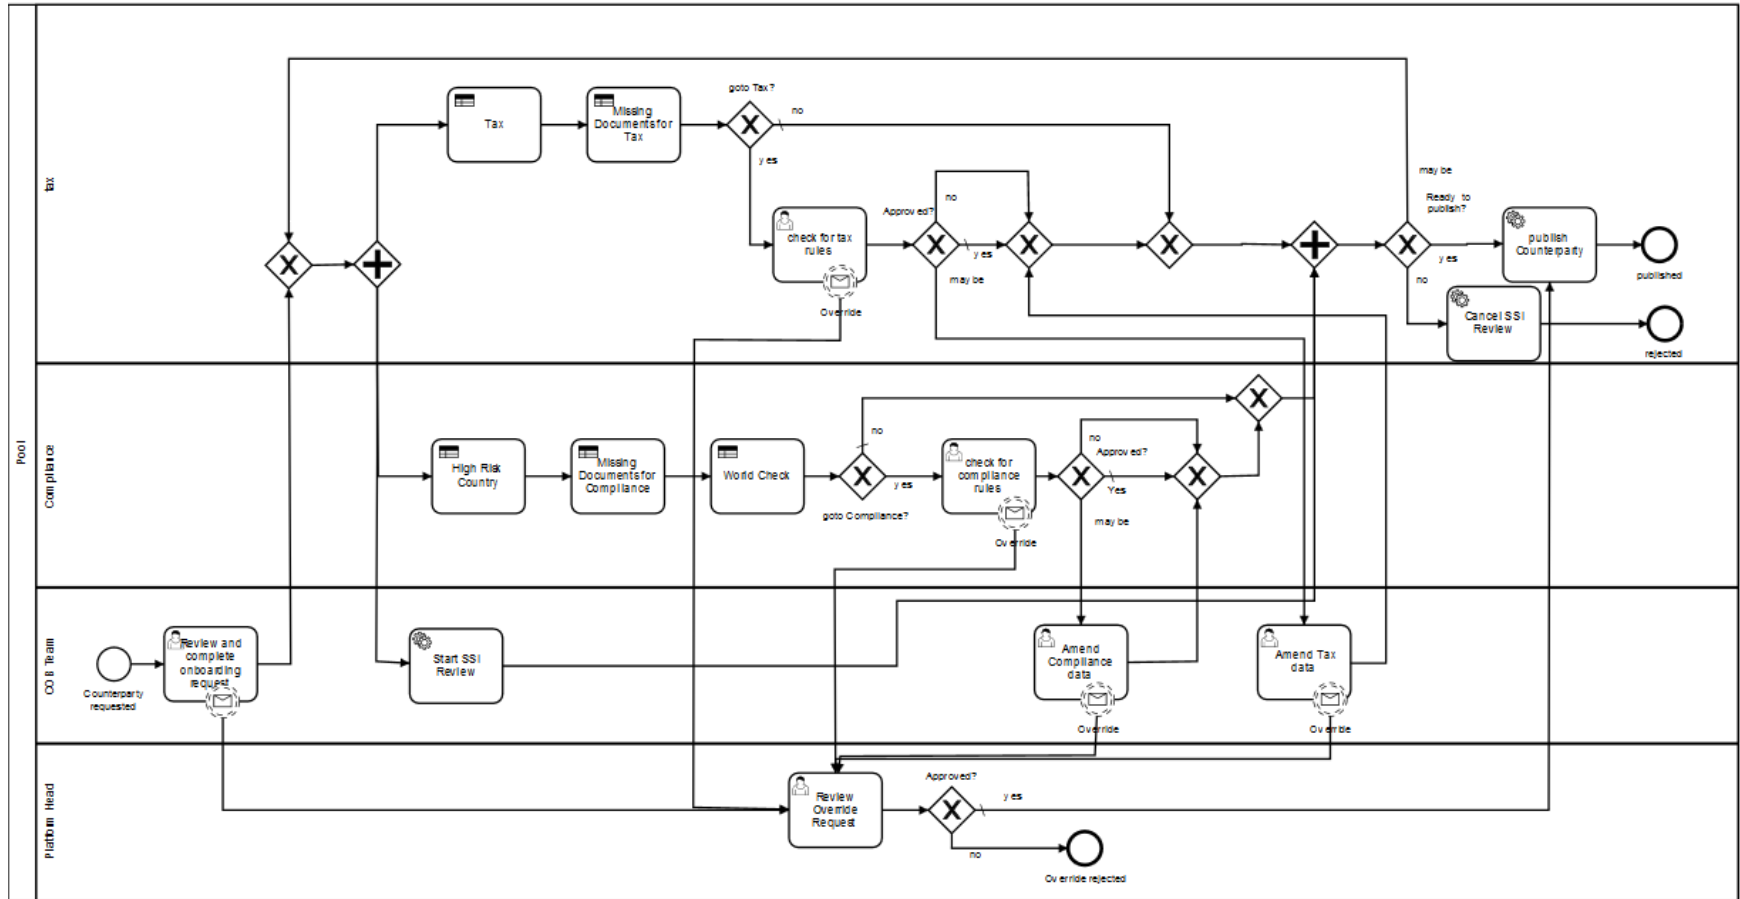 Pool
tax
goto Tax?
no
Tax
Missing
Documents for
Tax
yes
check for tax
rules
Override
Approved?
no
yes
may be
may be
Ready to
publish?
yes
no
publish
Counterparty
published
Cancel SSI
Review
rejected
Compliance
High Risk
Country
Missing
Documents for
Compliance
World Check
no
yes
goto Compliance?
check for
compliance
rules
Override
no
Approved?
Yes
may be
COB Team
Counterparty
requested
Review and
complete
onboarding
request
Start SSI
Review
Amend
Compliance
data
Override
Amend Tax
data
Override
Platform Head
Review
Override
Request
Approved?
yes
no
Override rejected